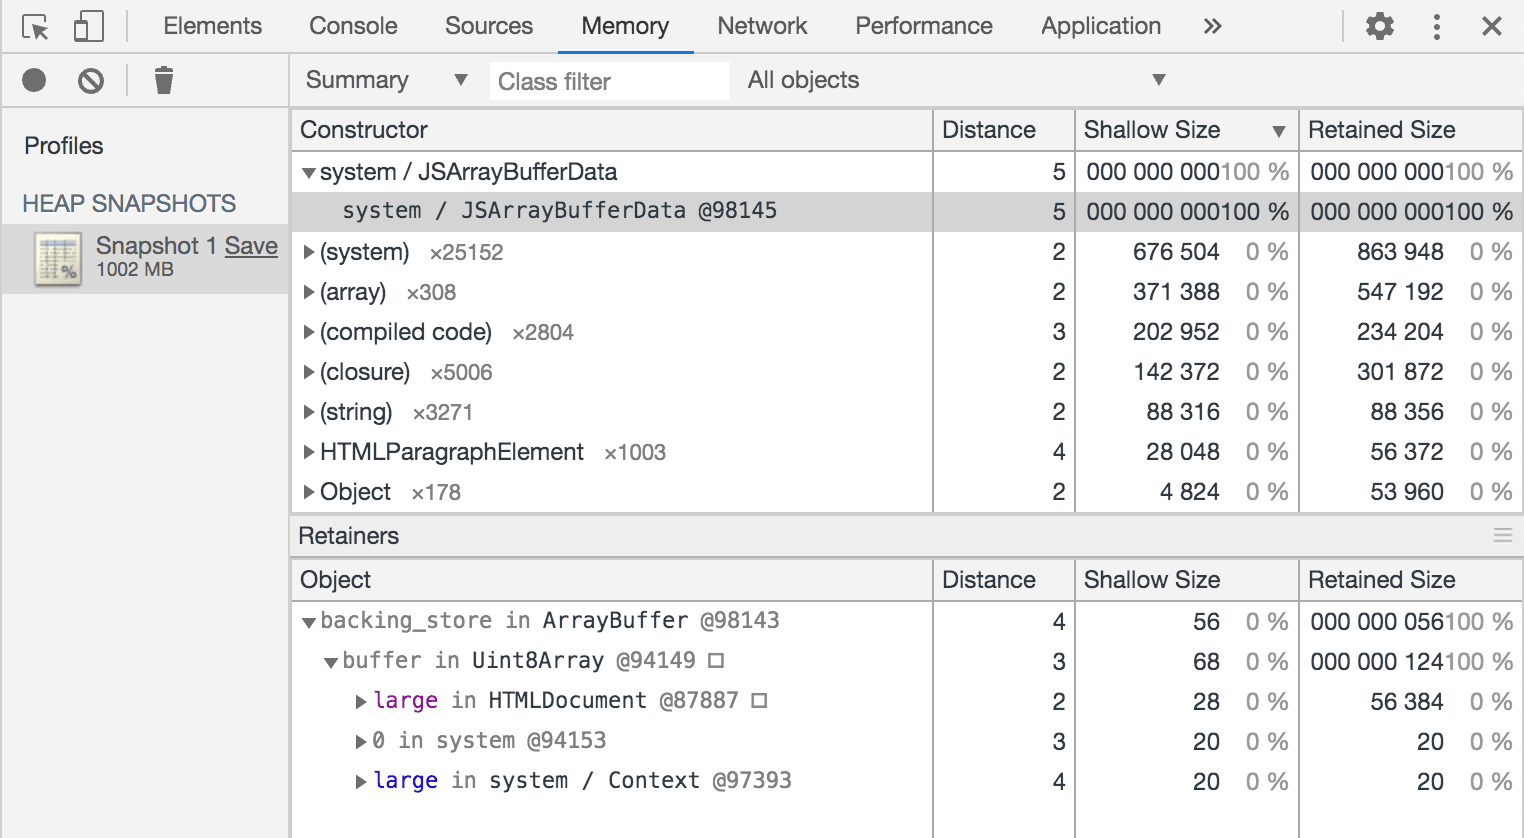 Elements Console Sources Memory Network Performance Application »
Summary ▼ Class filter All objects ▼
Profiles
HEAP SNAPSHOTS
Snapshot 1 Save
1002 MB
Constructor Distance Shallow Size ▼ Retained Size
▼system / JSArrayBufferData 5 000 000 000100 % 000 000 000100 %
system / JSArrayBufferData @98145 5 000 000 000100 % 000 000 000100 %
▶(system) ×25152 2 676 504 0 % 863 948 0 %
▶(array) ×308 2 371 388 0 % 547 192 0 %
▶(compiled code) ×2804 3 202 952 0 % 234 204 0 %
▶(closure) ×5006 2 142 372 0 % 301 872 0 %
▶(string) ×3271 2 88 316 0 % 88 356 0 %
▶HTMLParagraphElement ×1003 4 28 048 0 % 56 372 0 %
▶Object ×178 2 4 824 0 % 53 960 0 %
Retainers
Object Distance Shallow Size Retained Size
▼backing_store in ArrayBuffer @98143 4 56 0 % 000 000 056100 %
▼buffer in Uint8Array @94149 □ 3 68 0 % 000 000 124100 %
▶large in HTMLDocument @87887 □ 2 28 0 % 56 384 0 %
▶0 in system @94153 3 20 0 % 20 0 %
▶large in system / Context @97393 4 20 0 % 20 0 %